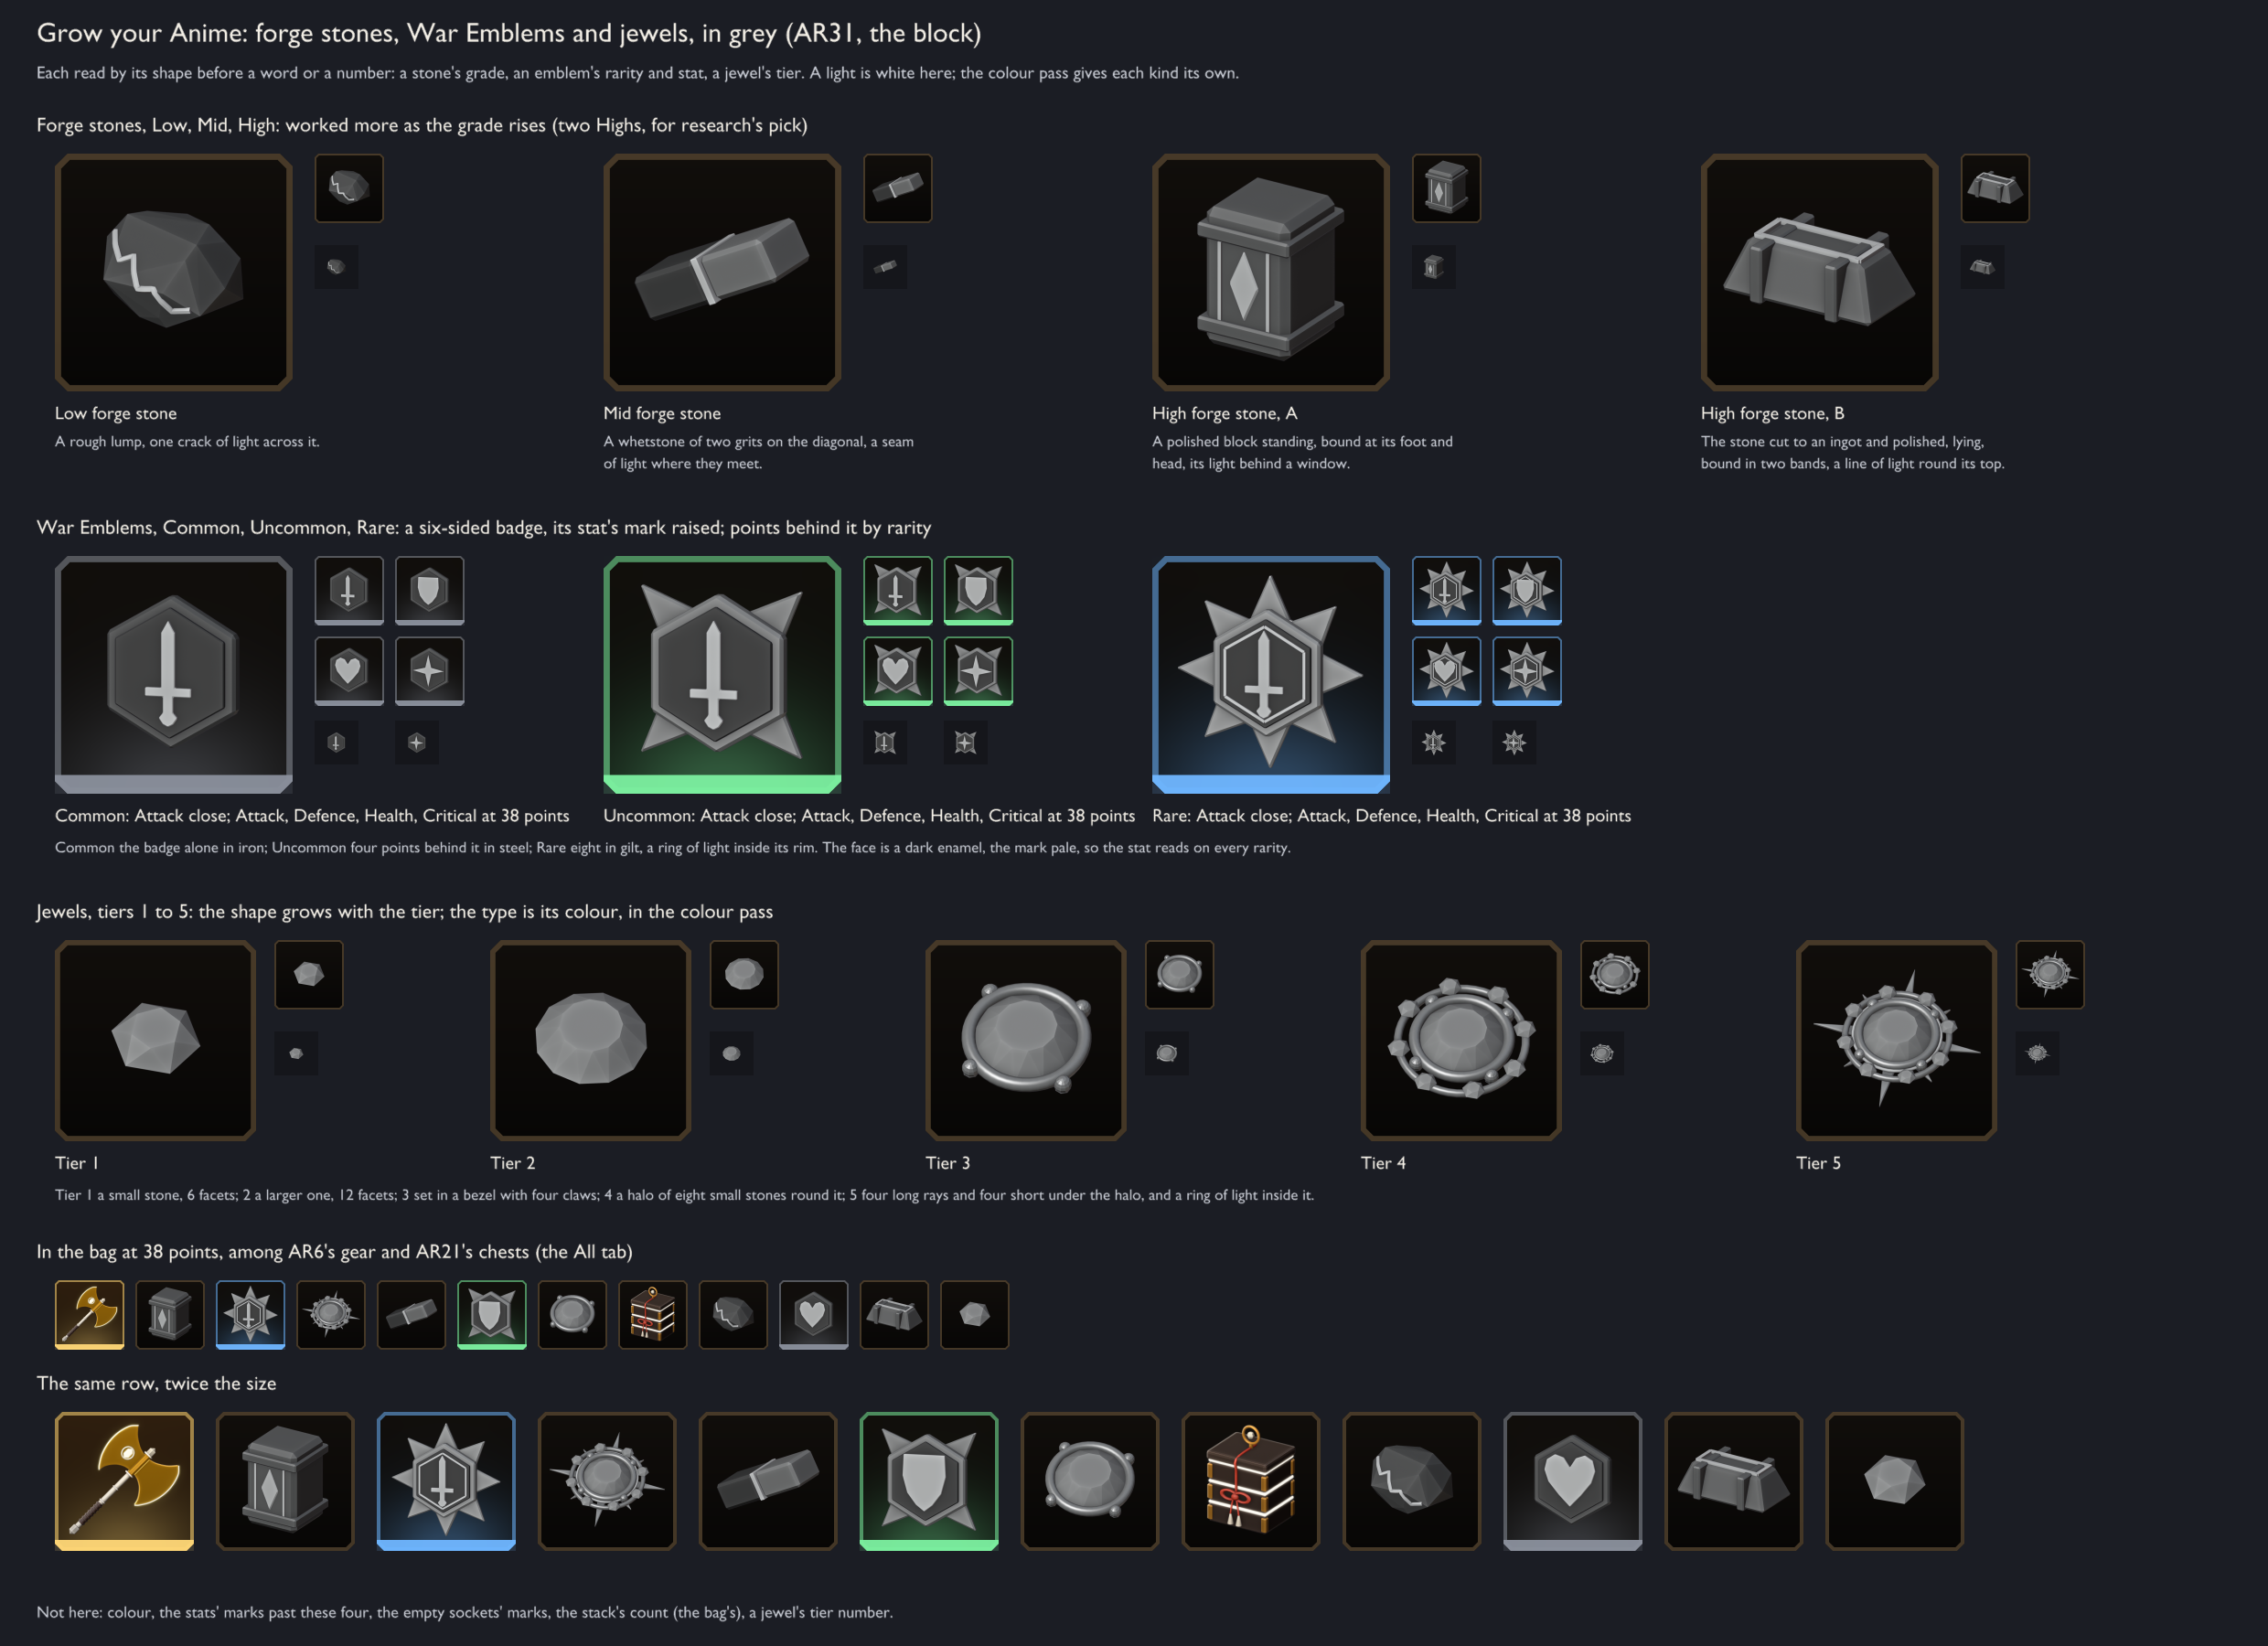 Grow your Anime: forge stones, War Emblems and jewels, in grey (AR31, the block)
Each read by its shape before a word or a number: a stone's grade, an emblem's rarity and stat, a jewel's tier. A light is white here; the colour pass gives each kind its own.
Forge stones, Low, Mid, High: worked more as the grade rises (two Highs, for research's pick)
Low forge stone
A rough lump, one crack of light across it.
Mid forge stone
A whetstone of two grits on the diagonal, a seam
of light where they meet.
High forge stone, A
A polished block standing, bound at its foot and
head, its light behind a window.
High forge stone, B
The stone cut to an ingot and polished, lying,
bound in two bands, a line of light round its top.
War Emblems, Common, Uncommon, Rare: a six-sided badge, its stat's mark raised; points behind it by rarity
Common: Attack close; Attack, Defence, Health, Critical at 38 points
Uncommon: Attack close; Attack, Defence, Health, Critical at 38 points
Rare: Attack close; Attack, Defence, Health, Critical at 38 points
Common the badge alone in iron; Uncommon four points behind it in steel; Rare eight in gilt, a ring of light inside its rim. The face is a dark enamel, the mark pale, so the stat reads on every rarity.
Jewels, tiers 1 to 5: the shape grows with the tier; the type is its colour, in the colour pass
Tier 1
Tier 2
Tier 3
Tier 4
Tier 5
Tier 1 a small stone, 6 facets; 2 a larger one, 12 facets; 3 set in a bezel with four claws; 4 a halo of eight small stones round it; 5 four long rays and four short under the halo, and a ring of light inside it.
In the bag at 38 points, among AR6's gear and AR21's chests (the All tab)
The same row, twice the size
Not here: colour, the stats' marks past these four, the empty sockets' marks, the stack's count (the bag's), a jewel's tier number.